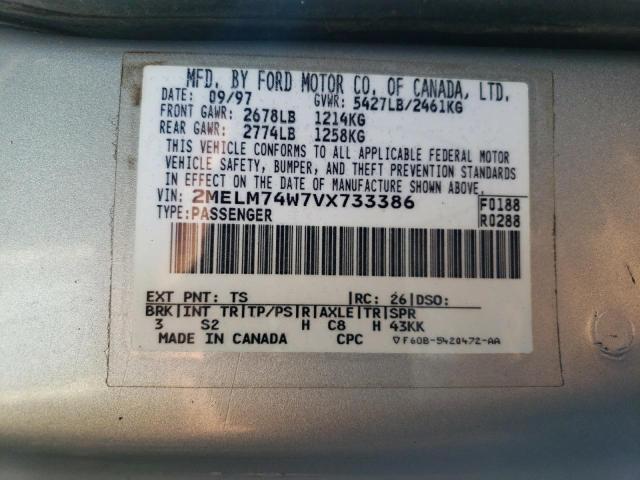 MFD. BY FORD MOTOR CO. OF CANADA, LTD.
DATE: 09/97 GVWR: 5427LB/2461KG
FRONT GAWR: 2678LB 1214KG
REAR GAWR: 2774LB 1258KG
THIS VEHICLE CONFORMS TO ALL APPLICABLE FEDERAL MOTOR
VEHICLE SAFETY, BUMPER, AND THEFT PREVENTION STANDARDS
IN EFFECT ON THE DATE OF MANUFACTURE SHOWN ABOVE.
VIN: 2MELM74W7VX733386 F0188
TYPE: PASSENGER R0288
EXT PNT: TS |RC: 26|DSO:
BRK|INT TR|TP/PS|R|AXLE|TR|SPR
3 S2 H C8 H 43KK
MADE IN CANADA CPC ▽F60B-5420472-AA